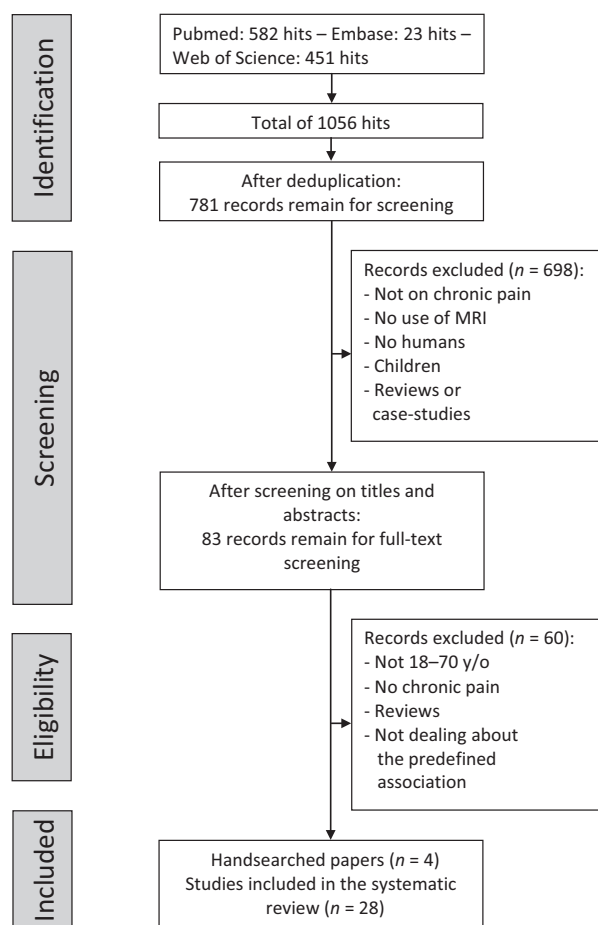 Identification
Pubmed: 582 hits – Embase: 23 hits –
Web of Science: 451 hits
Total of 1056 hits
After deduplication:
781 records remain for screening
Screening
Records excluded (n = 698):
- Not on chronic pain
- No use of MRI
- No humans
- Children
- Reviews or
case-studies
After screening on titles and
abstracts:
83 records remain for full-text
screening
Eligibility
Records excluded (n = 60):
- Not 18–70 y/o
- No chronic pain
- Reviews
- Not dealing about
the predefined
association
Included
Handsearched papers (n = 4)
Studies included in the systematic
review (n = 28)